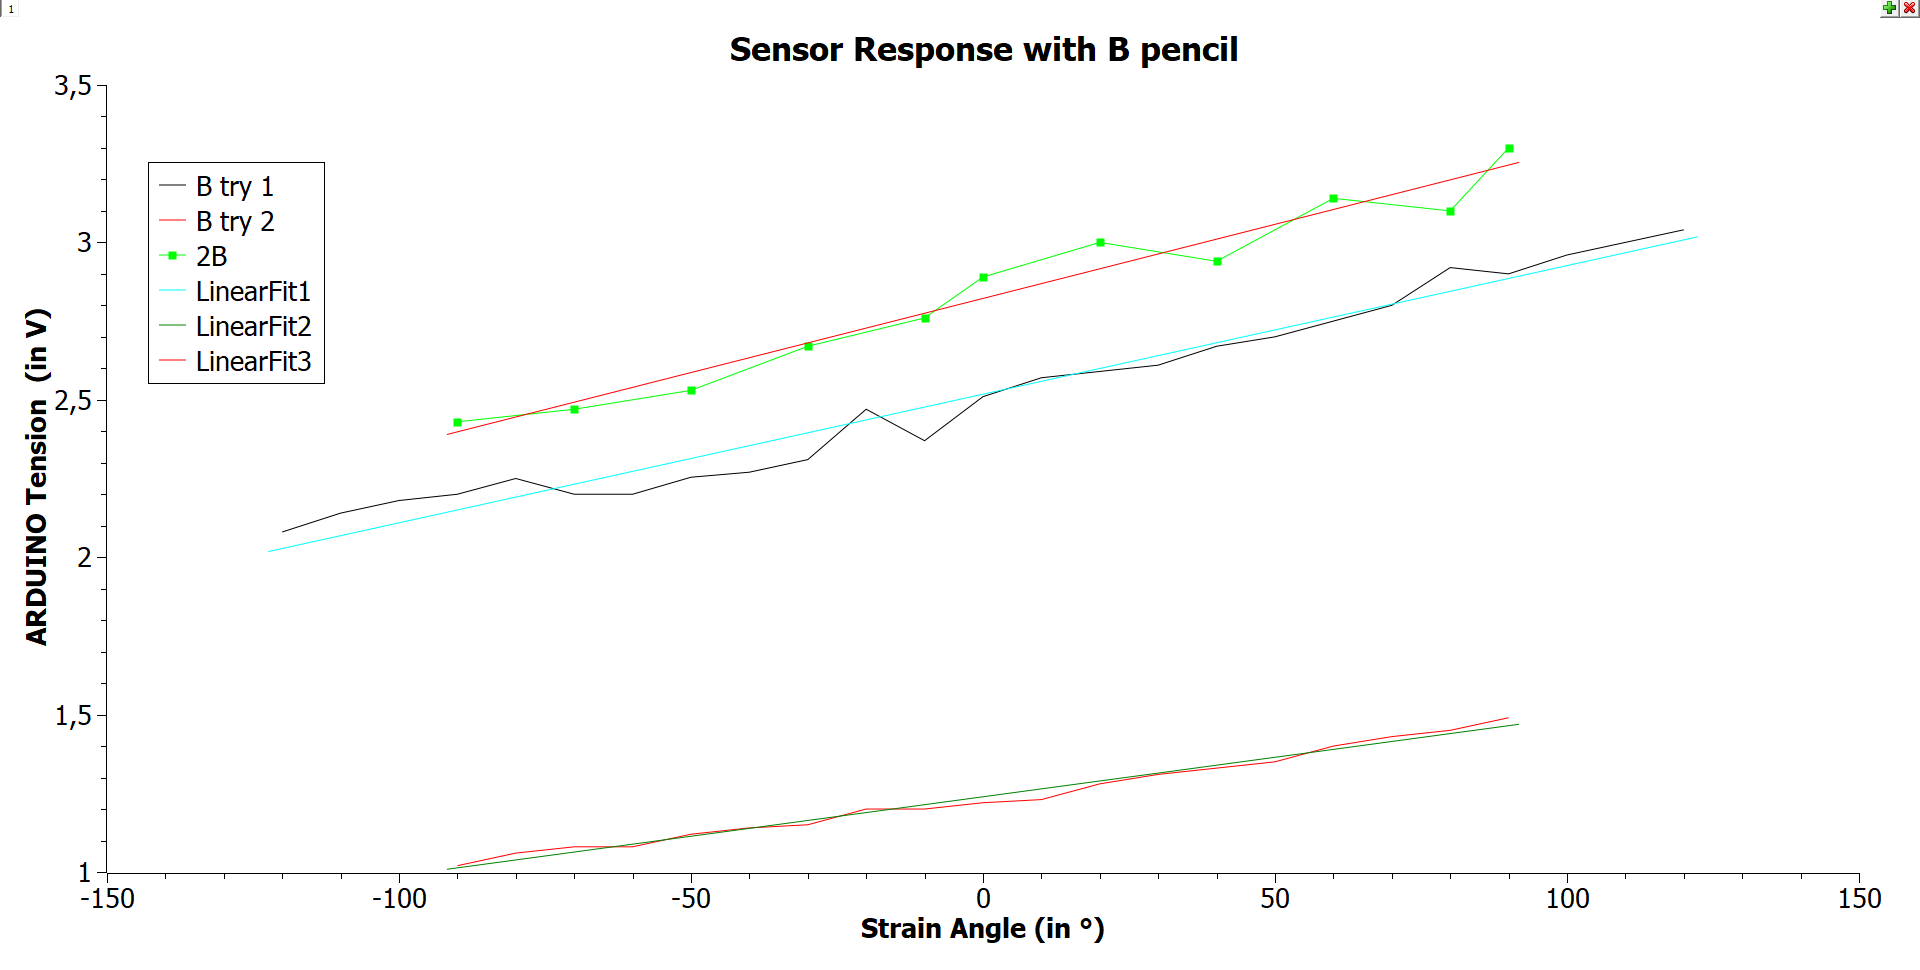 1
Sensor Response with B pencil
3,5
3
2,5
2
1,5
1
ARDUINO Tension (in V)
B try 1
B try 2
2B
LinearFit1
LinearFit2
LinearFit3
-150 -100 -50 0 50 100 150
Strain Angle (in °)